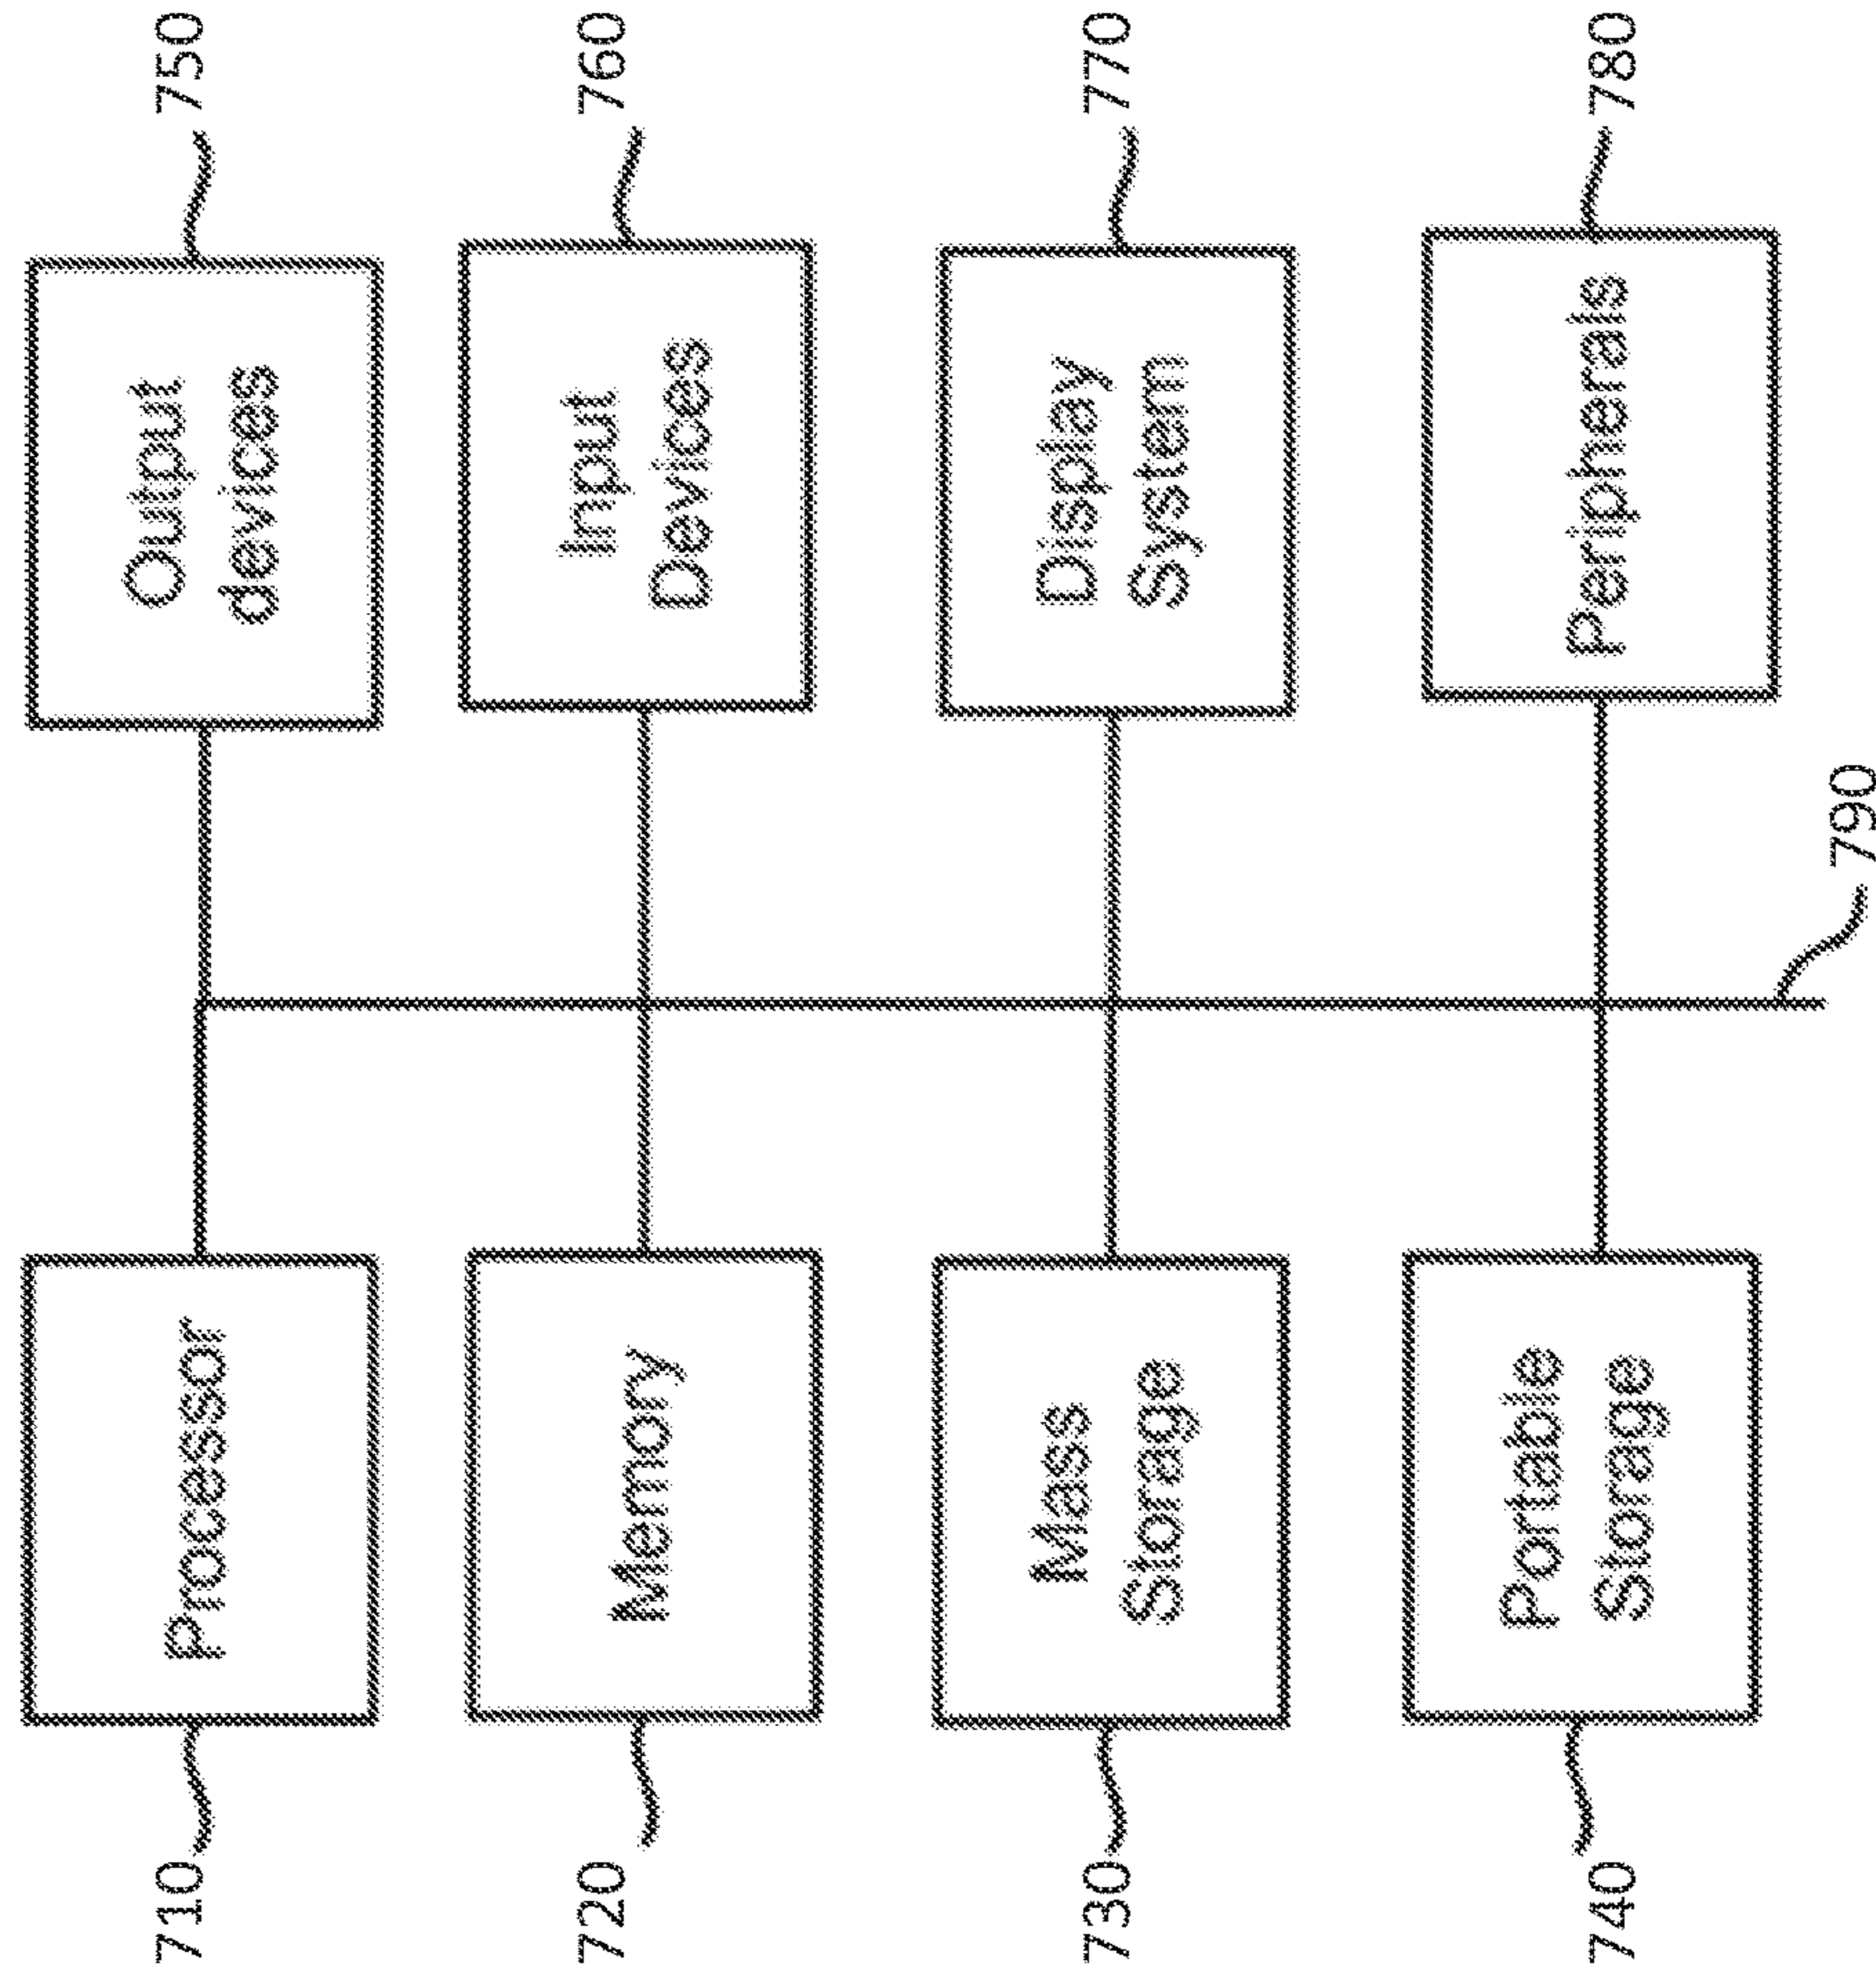 710
Processor
Output
devices
750
720
Memory
Input
Devices
760
730
Mass
Storage
Display
System
770
740
Portable
Storage
Peripherals
780
790